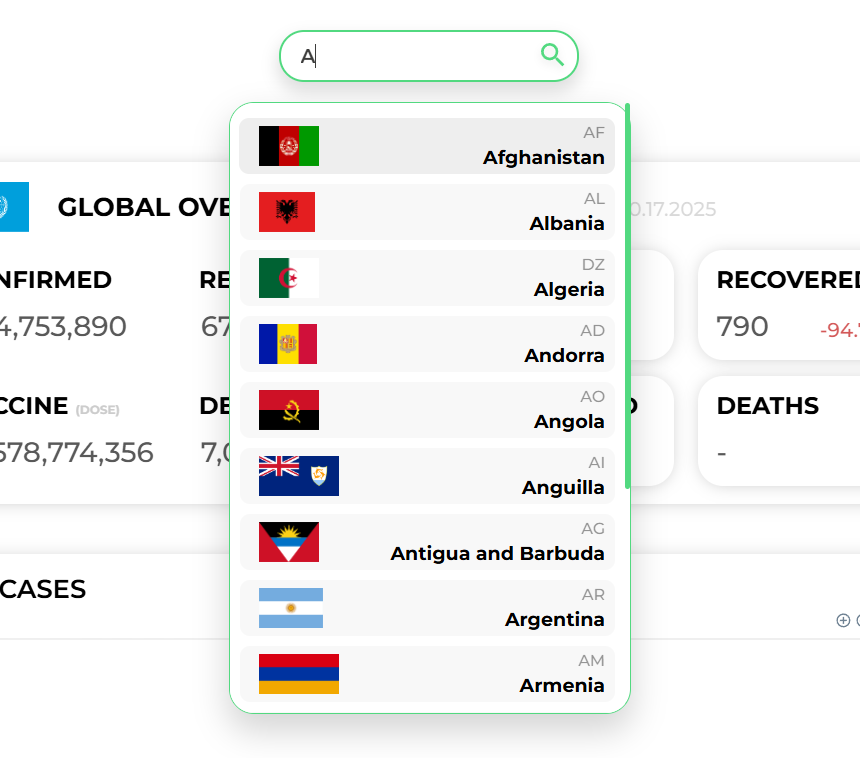 A
AF
Afghanistan
AL
Albania
DZ
Algeria
AD
Andorra
AO
Angola
AI
Anguilla
AG
Antigua and Barbuda
AR
Argentina
AM
Armenia
GLOBAL OVE
0.17.2025
NFIRMED
RE
RECOVERED
4,753,890
67
790
-94.
CCINE (DOSE)
DE
DEATHS
578,774,356
7,0
-
CASES